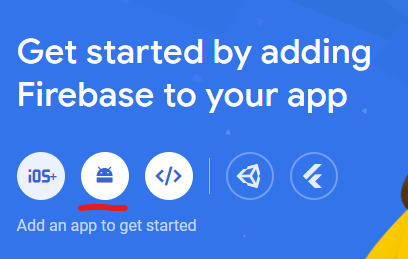 Get started by adding
Firebase to your app
iOS+
</>
Add an app to get started